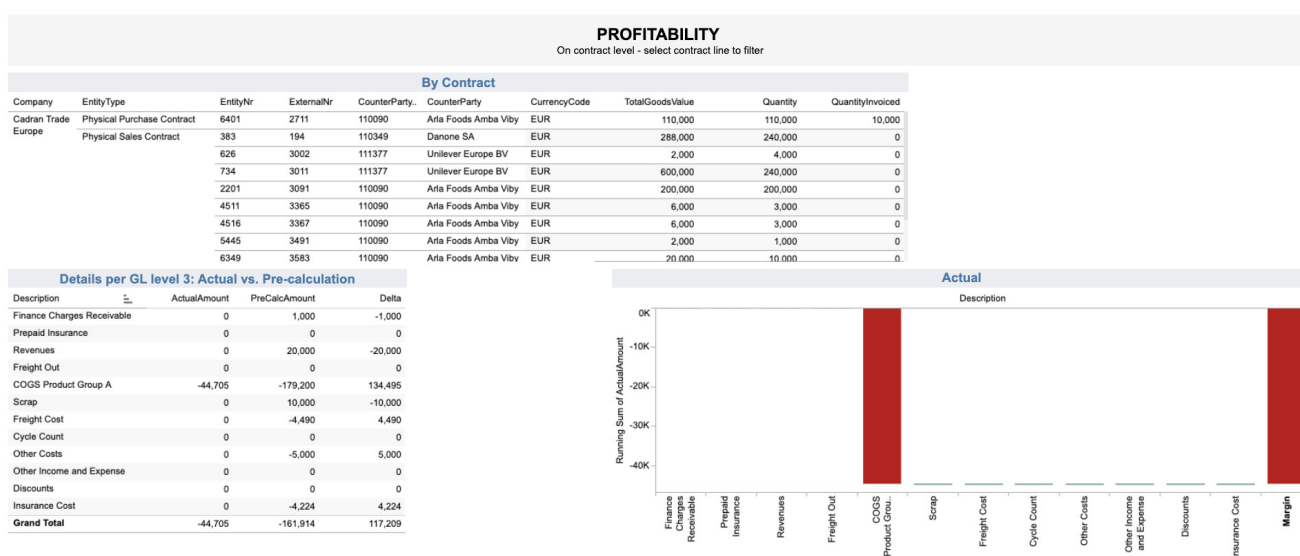 PROFITABILITY
On contract level - select contract line to filter
By Contract
Company EntityType EntityNr ExternalNr CounterParty.. CounterParty CurrencyCode TotalGoodsValue Quantity QuantityInvoiced
Cadran Trade Europe Physical Purchase Contract 6401 2711 110090 Arla Foods Amba Viby EUR 110,000 110,000 10,000
Physical Sales Contract 383 194 110349 Danone SA EUR 288,000 240,000 0
626 3002 111377 Unilever Europe BV EUR 2,000 4,000 0
734 3011 111377 Unilever Europe BV EUR 600,000 240,000 0
2201 3091 110090 Arla Foods Amba Viby EUR 200,000 200,000 0
4511 3365 110090 Arla Foods Amba Viby EUR 6,000 3,000 0
4516 3367 110090 Arla Foods Amba Viby EUR 6,000 3,000 0
5445 3491 110090 Arla Foods Amba Viby EUR 2,000 1,000 0
6349 3583 110090 Arla Foods Amba Viby EUR 20,000 10,000 0
Details per GL level 3: Actual vs. Pre-calculation
Description ActualAmount PreCalcAmount Delta
Finance Charges Receivable 0 1,000 -1,000
Prepaid Insurance 0 0 0
Revenues 0 20,000 -20,000
Freight Out 0 0 0
COGS Product Group A -44,705 -179,200 134,495
Scrap 0 10,000 -10,000
Freight Cost 0 -4,490 4,490
Cycle Count 0 0 0
Other Costs 0 -5,000 5,000
Other Income and Expense 0 0 0
Discounts 0 0 0
Insurance Cost 0 -4,224 4,224
Grand Total -44,705 -161,914 117,209
Actual
Description
Running Sum of ActualAmount
0K
-10K
-20K
-30K
-40K
Finance Charges Receivable
Prepaid Insurance
Revenues
Freight Out
COGS Product Grou..
Scrap
Freight Cost
Cycle Count
Other Costs
Other Income and Expense
Discounts
nsurance Cost
Margin